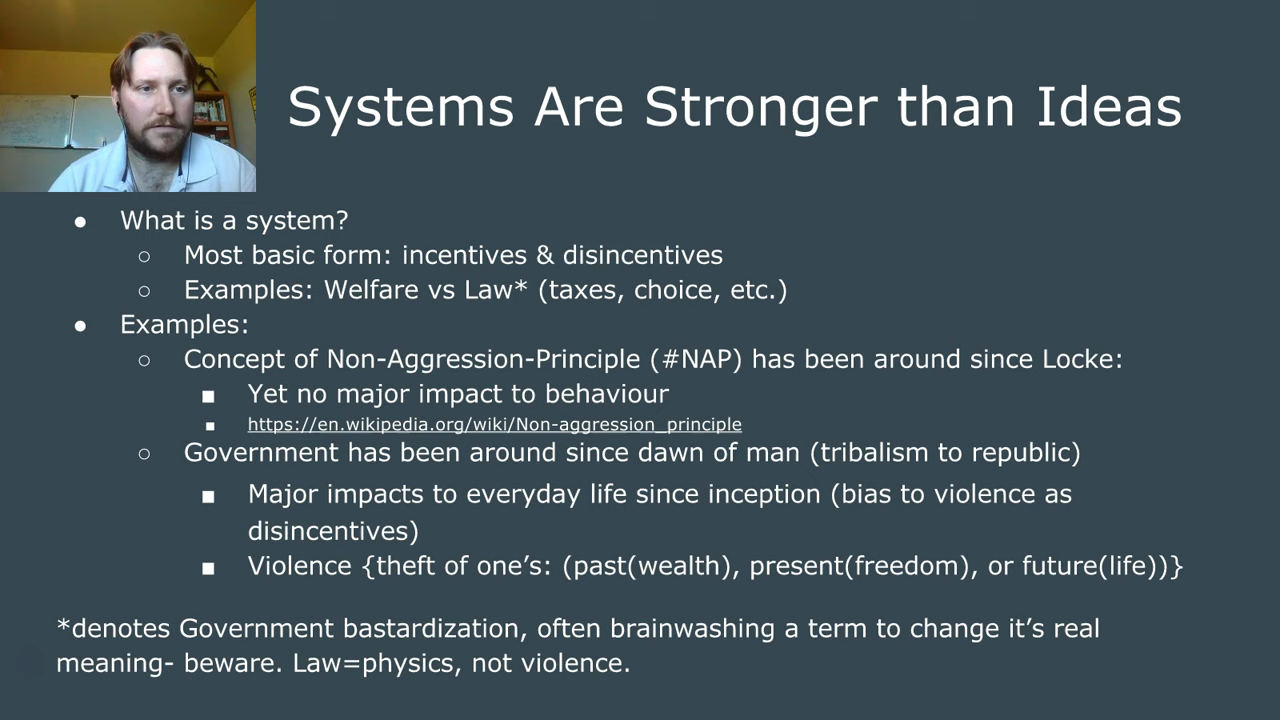 Systems Are Stronger than Ideas
● What is a system?
○ Most basic form: incentives & disincentives
○ Examples: Welfare vs Law* (taxes, choice, etc.)
● Examples:
○ Concept of Non-Aggression-Principle (#NAP) has been around since Locke:
■ Yet no major impact to behaviour
■ https://en.wikipedia.org/wiki/Non-aggression_principle
○ Government has been around since dawn of man (tribalism to republic)
■ Major impacts to everyday life since inception (bias to violence as
disincentives)
■ Violence {theft of one’s: (past(wealth), present(freedom), or future(life))}
*denotes Government bastardization, often brainwashing a term to change it’s real
meaning- beware. Law=physics, not violence.